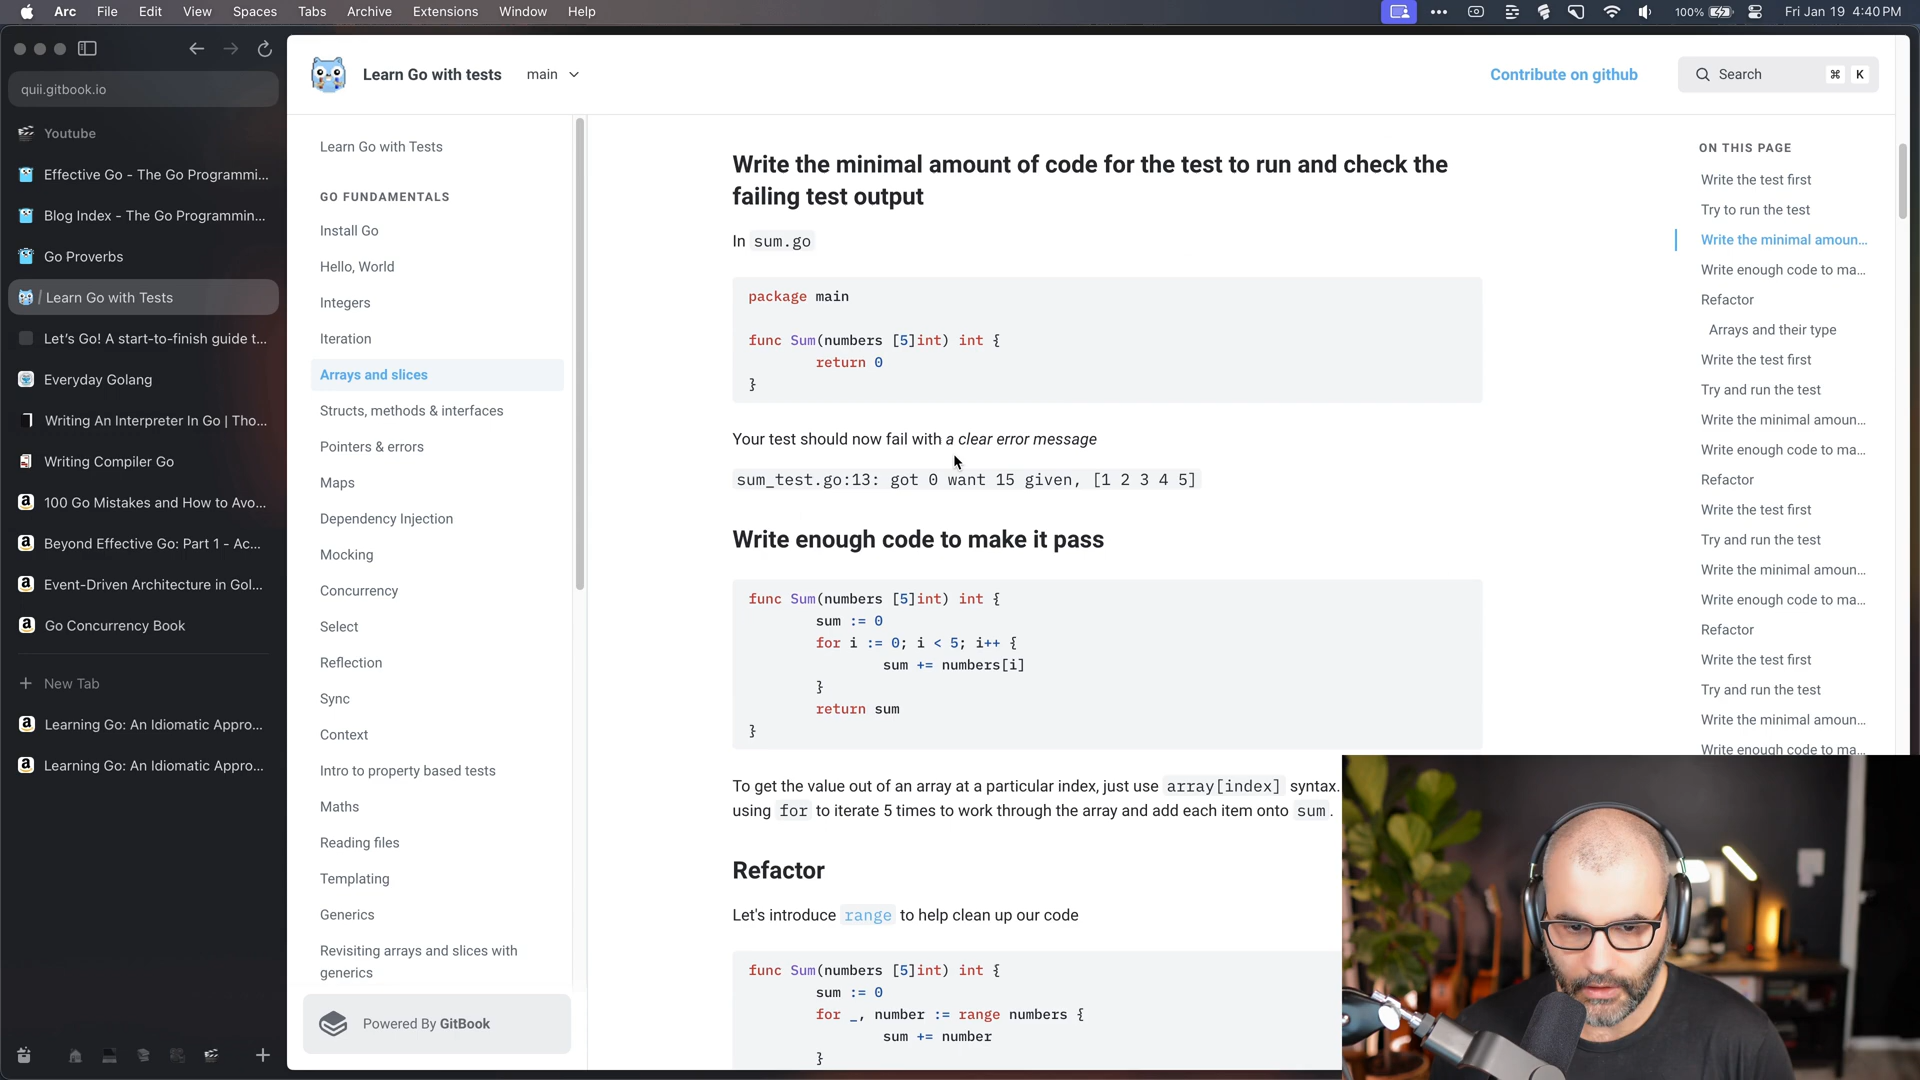 Arc File Edit View Spaces Tabs Archive Extensions Window Help
100% Fri Jan 19 4:40 PM
quii.gitbook.io
Youtube
Effective Go - The Go Programmi...
Blog Index - The Go Programmin...
Go Proverbs
/ Learn Go with Tests
Let's Go! A start-to-finish guide t...
Everyday Golang
Writing An Interpreter In Go | Tho...
Writing Compiler Go
100 Go Mistakes and How to Avo...
Beyond Effective Go: Part 1 - Ac...
Event-Driven Architecture in Gol...
Go Concurrency Book
+ New Tab
Learning Go: An Idiomatic Appro...
Learning Go: An Idiomatic Appro...
Learn Go with tests main
Contribute on github
Search ⌘ K
Learn Go with Tests
GO FUNDAMENTALS
Install Go
Hello, World
Integers
Iteration
Arrays and slices
Structs, methods & interfaces
Pointers & errors
Maps
Dependency Injection
Mocking
Concurrency
Select
Reflection
Sync
Context
Intro to property based tests
Maths
Reading files
Templating
Generics
Revisiting arrays and slices with
generics
Powered By GitBook
Write the minimal amount of code for the test to run and check the
failing test output
In sum.go
package main
func Sum(numbers [5]int) int {
return 0
}
Your test should now fail with a clear error message
sum_test.go:13: got 0 want 15 given, [1 2 3 4 5]
Write enough code to make it pass
func Sum(numbers [5]int) int {
sum := 0
for i := 0; i < 5; i++ {
sum += numbers[i]
}
return sum
}
To get the value out of an array at a particular index, just use array[index] syntax.
using for to iterate 5 times to work through the array and add each item onto sum .
Refactor
Let's introduce range to help clean up our code
func Sum(numbers [5]int) int {
sum := 0
for _, number := range numbers {
sum += number
}
ON THIS PAGE
Write the test first
Try to run the test
Write the minimal amoun...
Write enough code to ma...
Refactor
Arrays and their type
Write the test first
Try and run the test
Write the minimal amoun...
Write enough code to ma...
Refactor
Write the test first
Try and run the test
Write the minimal amoun...
Write enough code to ma...
Refactor
Write the test first
Try and run the test
Write the minimal amoun...
Write enough code to ma...